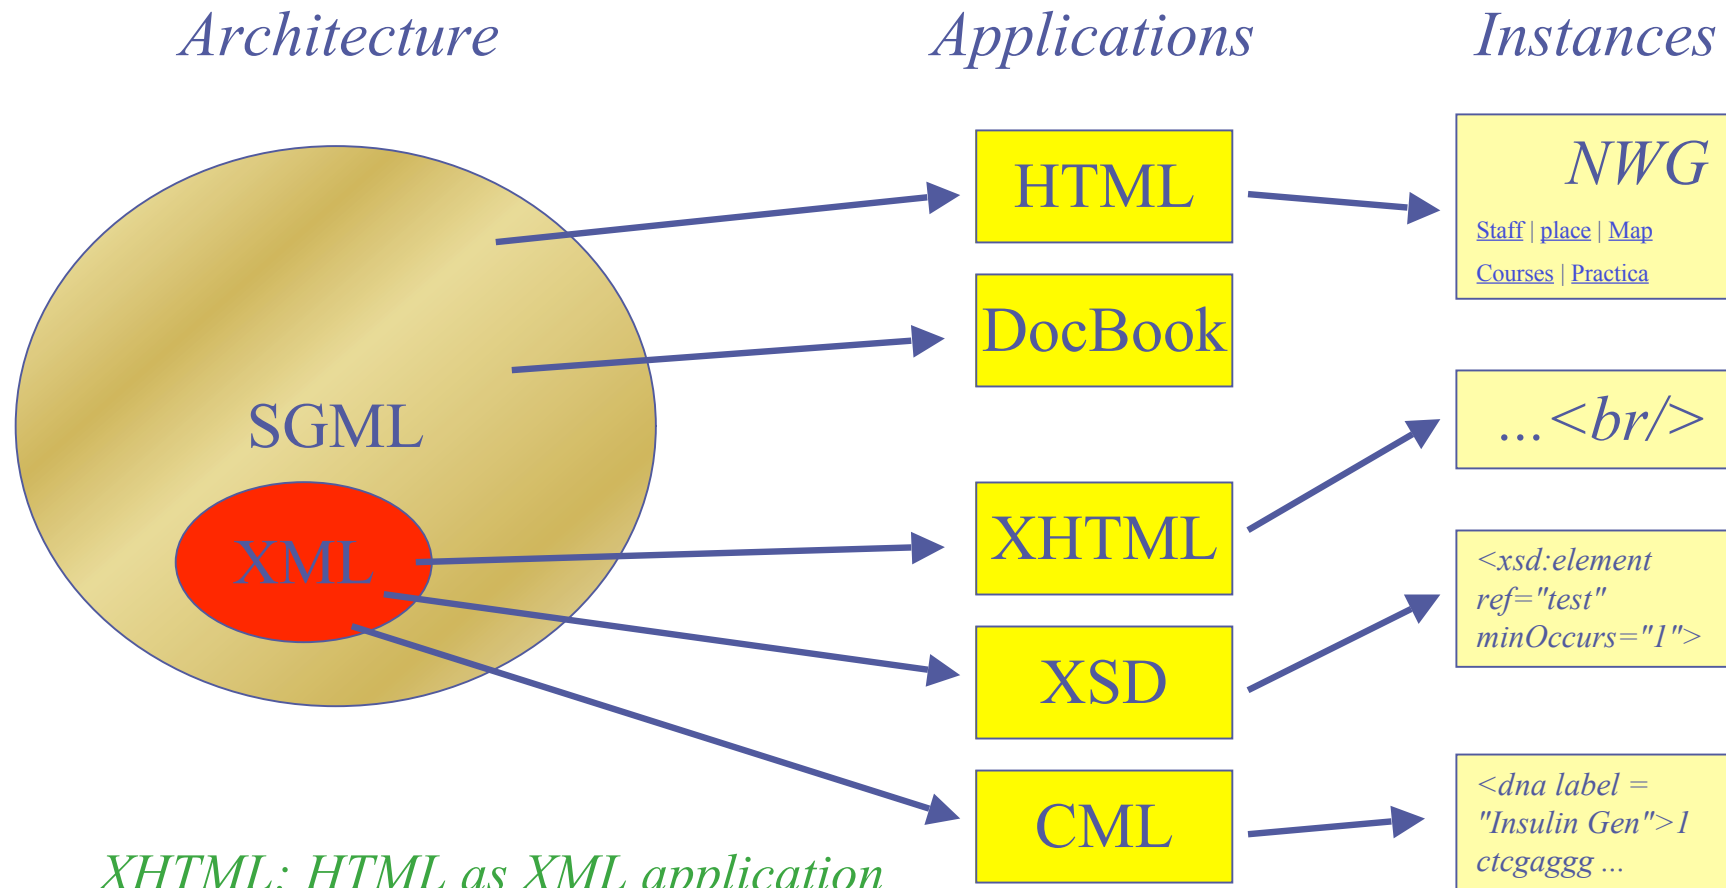 Architecture
Applications
Instances
SGML
XML
HTML
DocBook
XHTML
XSD
CML
NWG
Staff | place | Map
Courses | Practica
...<br/>
<xsd:element
ref="test"
minOccurs="1">
<dna label =
"Insulin Gen">1
ctcgaggg ...
XHTML: HTML as XML application